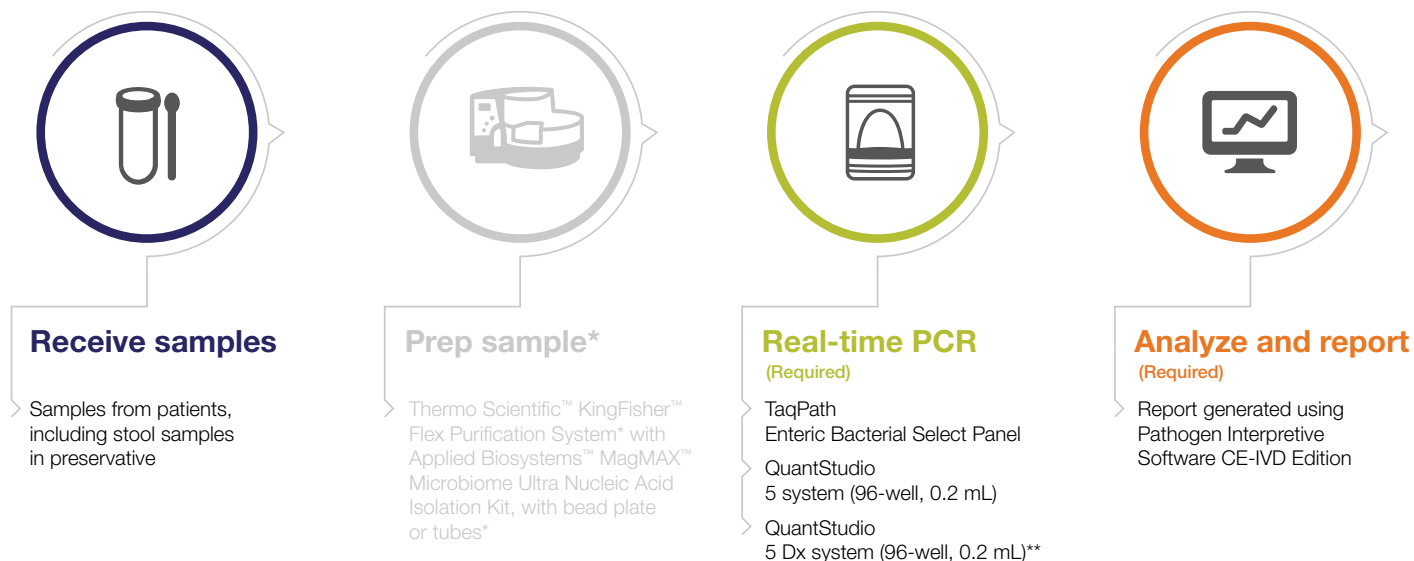 Receive samples
Samples from patients,
including stool samples
in preservative
Prep sample*
Thermo Scientific™ KingFisher™
Flex Purification System* with
Applied Biosystems™ MagMAX™
Microbiome Ultra Nucleic Acid
Isolation Kit, with bead plate
or tubes*
Real-time PCR
(Required)
TaqPath
Enteric Bacterial Select Panel
QuantStudio
5 system (96-well, 0.2 mL)
QuantStudio
5 Dx system (96-well, 0.2 mL)**
Analyze and report
(Required)
Report generated using
Pathogen Interpretive
Software CE-IVD Edition